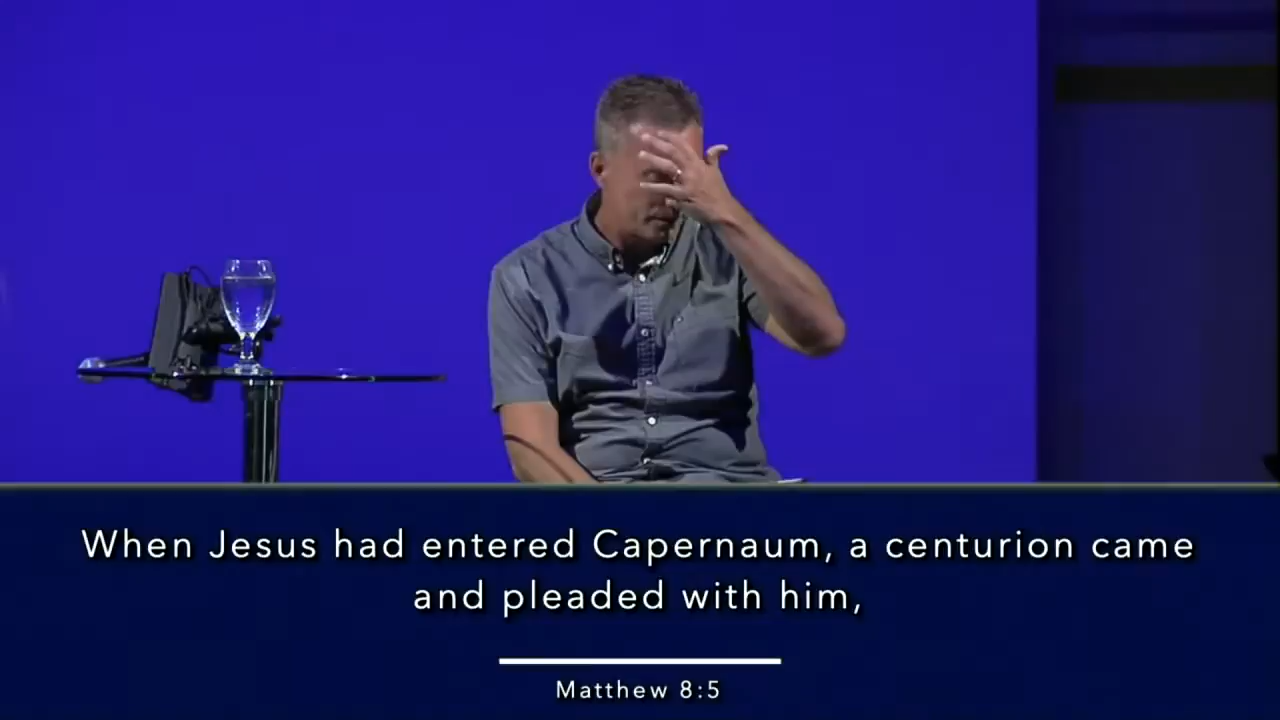 When Jesus had entered Capernaum, a centurion came
and pleaded with him,
Matthew 8:5